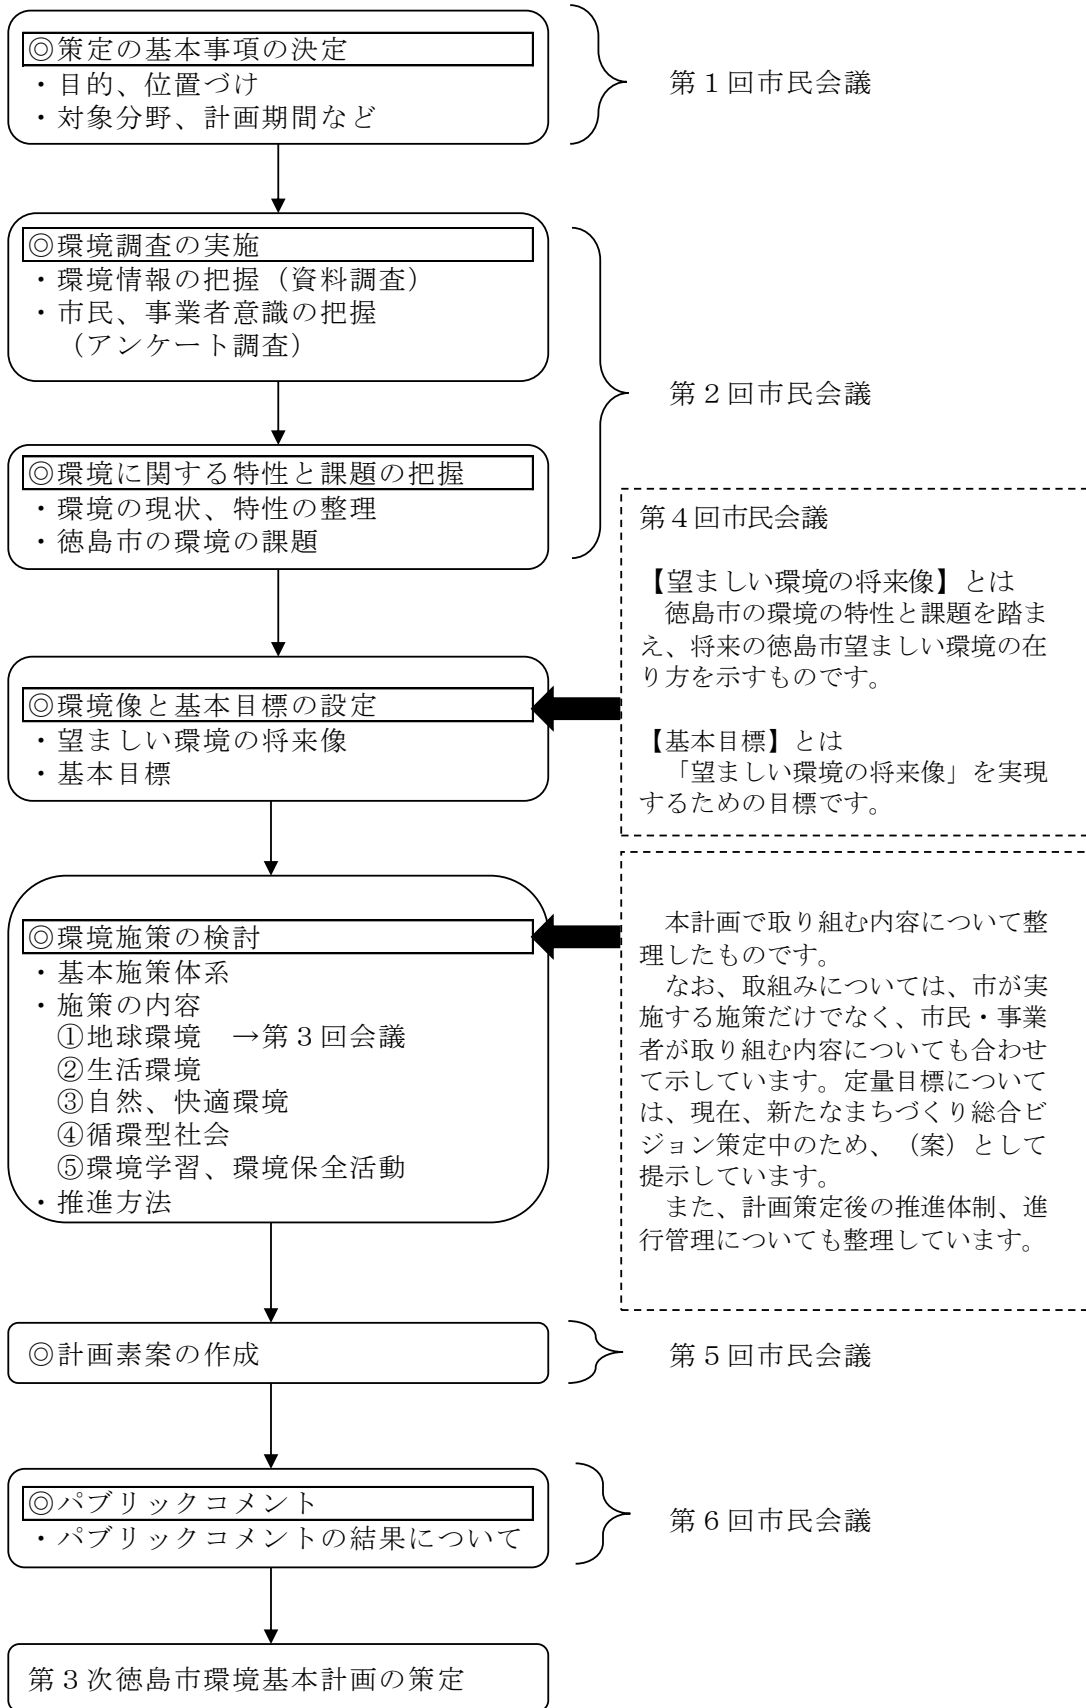 ◎策定の基本事項の決定
・目的、位置づけ
・対象分野、計画期間など
第１回市民会議
◎環境調査の実施
・環境情報の把握（資料調査）
・市民、事業者意識の把握
（アンケート調査）
第２回市民会議
◎環境に関する特性と課題の把握
・環境の現状、特性の整理
・徳島市の環境の課題
◎環境像と基本目標の設定
・望ましい環境の将来像
・基本目標
第４回市民会議
【望ましい環境の将来像】とは
徳島市の環境の特性と課題を踏ま
え、将来の徳島市望ましい環境の在
り方を示すものです。
【基本目標】とは
「望ましい環境の将来像」を実現
するための目標です。
◎環境施策の検討
・基本施策体系
・施策の内容
①地球環境　→第３回会議
②生活環境
③自然、快適環境
④循環型社会
⑤環境学習、環境保全活動
・推進方法
本計画で取り組む内容について整
理したものです。
なお、取組みについては、市が実
施する施策だけでなく、市民・事業
者が取り組む内容についても合わせ
て示しています。定量目標について
は、現在、新たなまちづくり総合ビ
ジョン策定中のため、（案）として
提示しています。
また、計画策定後の推進体制、進
行管理についても整理しています。
◎計画素案の作成
第５回市民会議
◎パブリックコメント
・パブリックコメントの結果について
第６回市民会議
第３次徳島市環境基本計画の策定